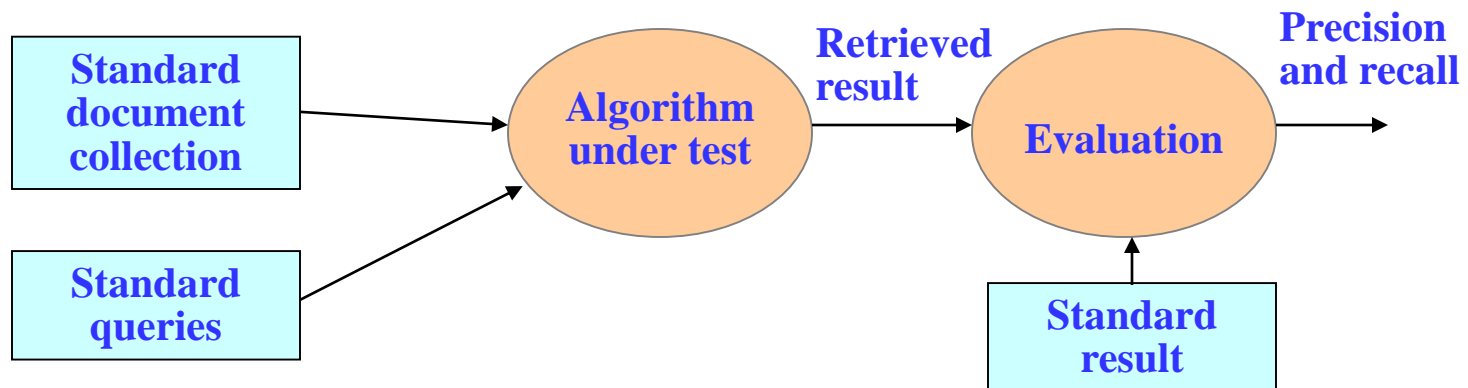 Standard
document
collection
Algorithm
under test
Retrieved
result
Evaluation
Precision
and recall
Standard
queries
Standard
result